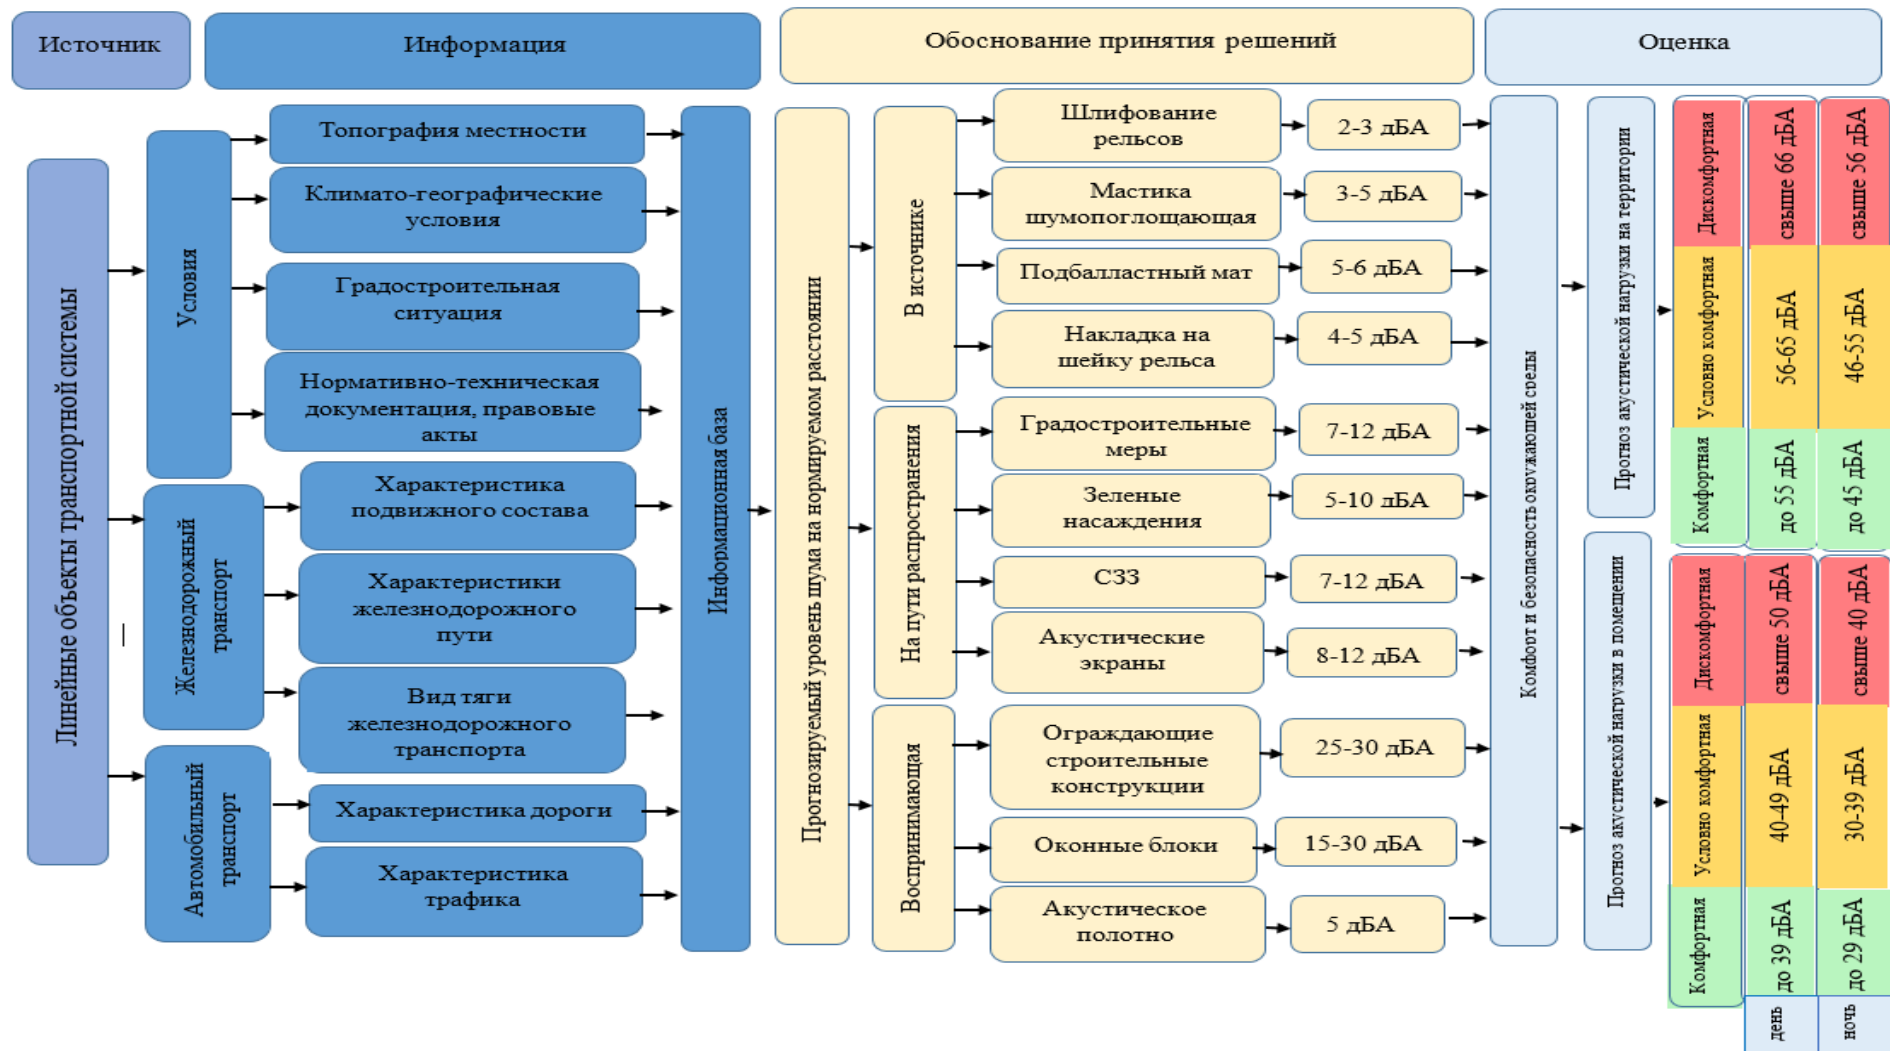 Источник
Информация
Обоснование принятия решений
Оценка
Линейные объекты транспортной системы
Условия
Топография местности
Климато-географические
условия
Градостроительная
ситуация
Нормативно-техническая
документация, правовые
акты
Железнодорожный
транспорт
Характеристика
подвижного состава
Характеристики
железнодорожного
пути
Вид тяги
железнодорожного
транспорта
Автомобильный
транспорт
Характеристика дороги
Характеристика
трафика
Информационная база
Прогнозируемый уровень шума на нормируемом расстоянии
В источнике
Шлифование
рельсов
2-3 дБА
Мастика
шумопоглощающая
3-5 дБА
Подбалластный мат
5-6 дБА
Накладка на
шейку рельса
4-5 дБА
На пути распространения
Градостроительные
меры
7-12 дБА
Зеленые
насаждения
5-10 дБА
СЗЗ
7-12 дБА
Акустические
экраны
8-12 дБА
Воспринимающая
Ограждающие
строительные
конструкции
25-30 дБА
Оконные блоки
15-30 дБА
Акустическое
полотно
5 дБА
Комфорт и безопасность окружающей среды
Прогноз акустической нагрузки на территории
Дискомфортная
свыше 66 дБА
свыше 56 дБА
Условно комфортная
56-65 дБА
46-55 дБА
Комфортная
до 55 дБА
до 45 дБА
Прогноз акустической нагрузки в помещении
Дискомфортная
свыше 50 дБА
свыше 40 дБА
Условно комфортная
40-49 дБА
30-39 дБА
Комфортная
до 39 дБА
до 29 дБА
день
ночь